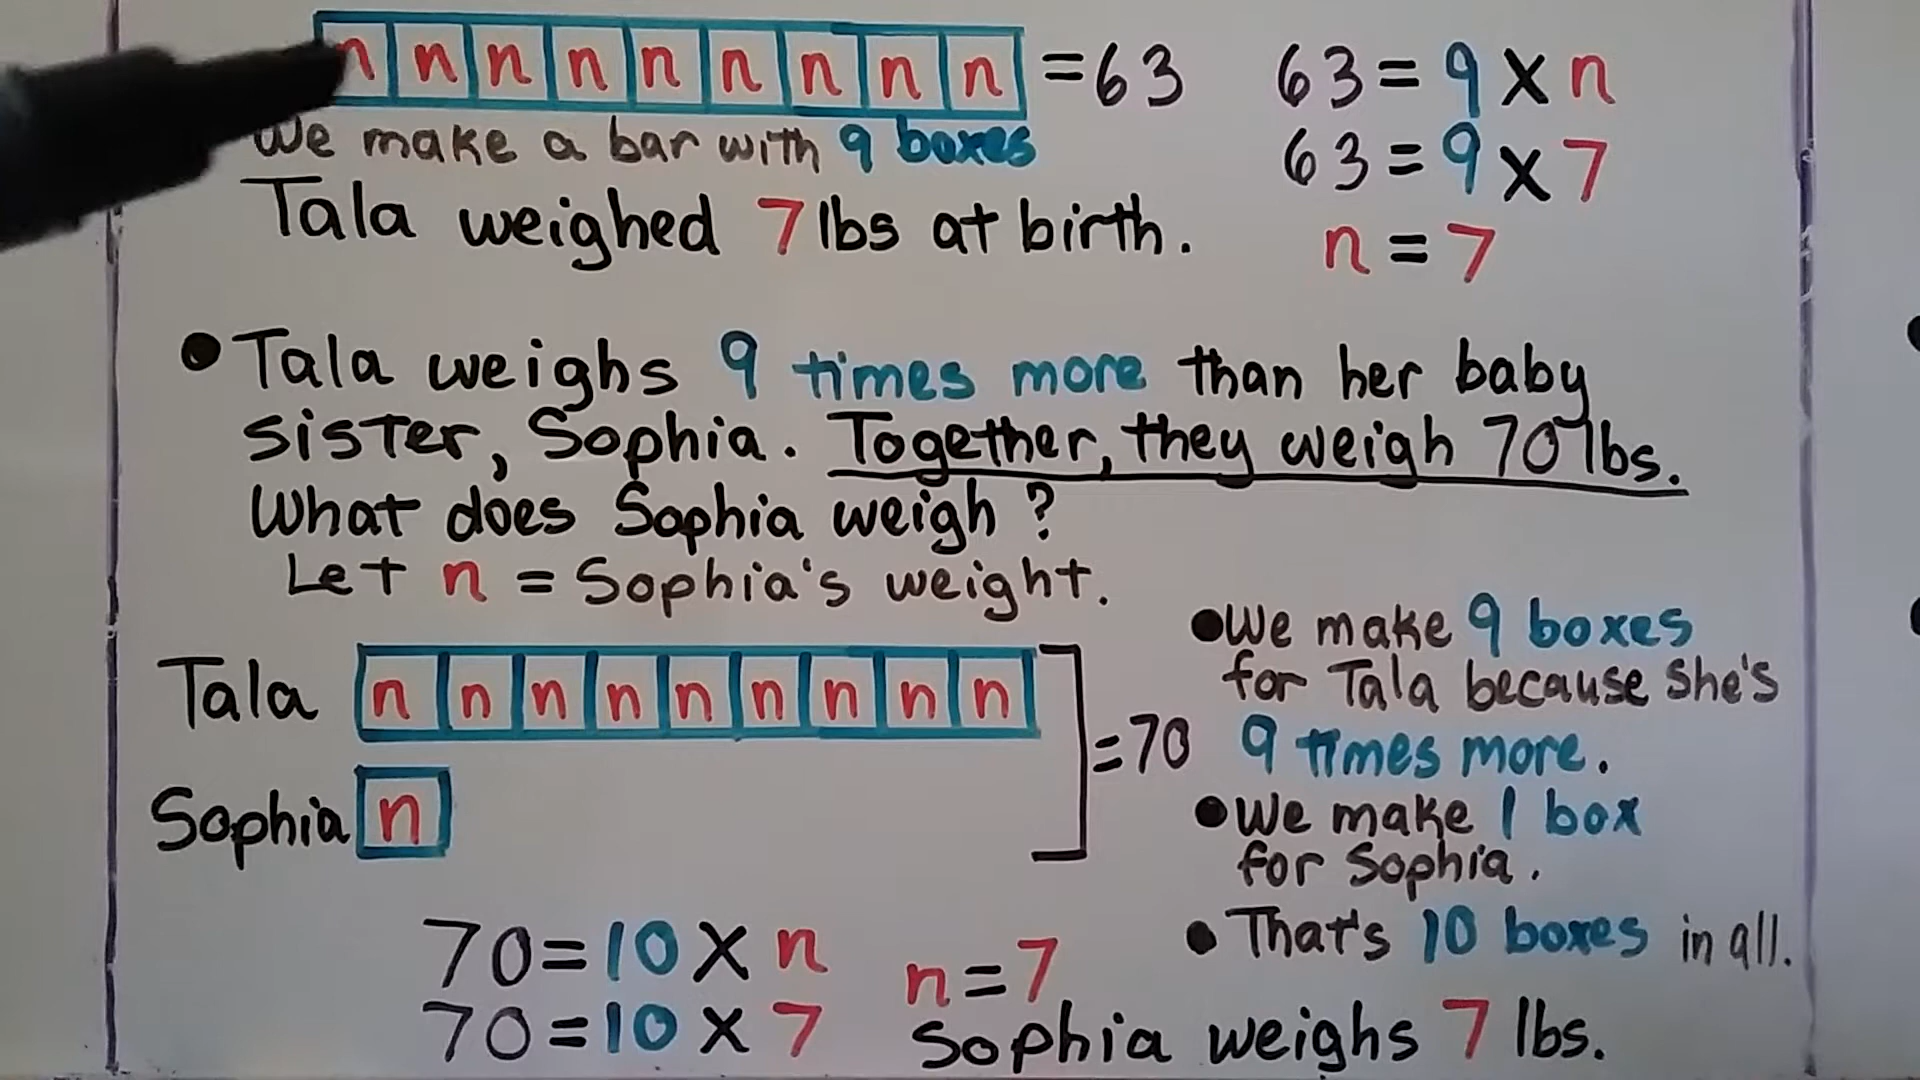 n n n n n n n n n = 63
63 = 9 x n
We make a bar with 9 boxes
63 = 9 x 7
Tala weighed 7 lbs at birth.
n = 7
• Tala weighs 9 times more than her baby
sister, Sophia. Together, they weigh 70 lbs.
What does Sophia weigh?
Let n = Sophia's weight.
Tala n n n n n n n n n
Sophia n
= 70
• We make 9 boxes
for Tala because she's
9 times more.
• We make 1 box
for Sophia.
• That's 10 boxes in all.
70 = 10 x n
70 = 10 x 7
n = 7
Sophia weighs 7 lbs.